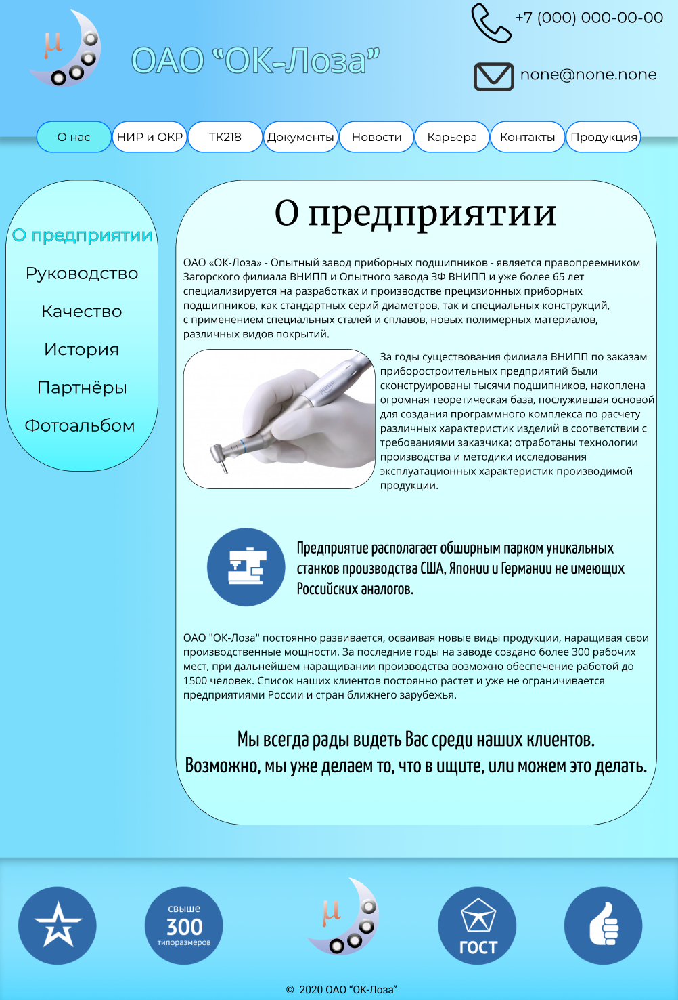 μ
ОАО “ОК-Лоза”
+7 (000) 000-00-00
none@none.none
О нас
НИР и ОКР
ТК218
Документы
Новости
Карьера
Контакты
Продукция
О предприятии
Руководство
Качество
История
Партнёры
Фотоальбом
О предприятии
ОАО «ОК-Лоза» - Опытный завод приборных подшипников - является правопреемником
Загорского филиала ВНИПП и Опытного завода ЗФ ВНИПП и уже более 65 лет
специализируется на разработках и производстве прецизионных приборных
подшипников, как стандартных серий диаметров, так и специальных конструкций,
с применением специальных сталей и сплавов, новых полимерных материалов,
различных видов покрытий.
За годы существования филиала ВНИПП по заказам
приборостроительных предприятий были
сконструированы тысячи подшипников, накоплена
огромная теоретическая база, послужившая основой
для создания программного комплекса по расчету
различных характеристик изделий в соответствии с
требованиями заказчика; отработаны технологии
производства и методики исследования
эксплуатационных характеристик производимой
продукции.
Предприятие располагает обширным парком уникальных
станков производства США, Японии и Германии не имеющих
Российских аналогов.
ОАО "ОК-Лоза" постоянно развивается, осваивая новые виды продукции, наращивая свои
производственные мощности. За последние годы на заводе создано более 300 рабочих
мест, при дальнейшем наращивании производства возможно обеспечение работой до
1500 человек. Список наших клиентов постоянно растет и уже не ограничивается
предприятиями России и стран ближнего зарубежья.
Мы всегда рады видеть Вас среди наших клиентов.
Возможно, мы уже делаем то, что в ищите, или можем это делать.
свыше
300
типоразмеров
μ
ГОСТ
© 2020 ОАО “ОК-Лоза”